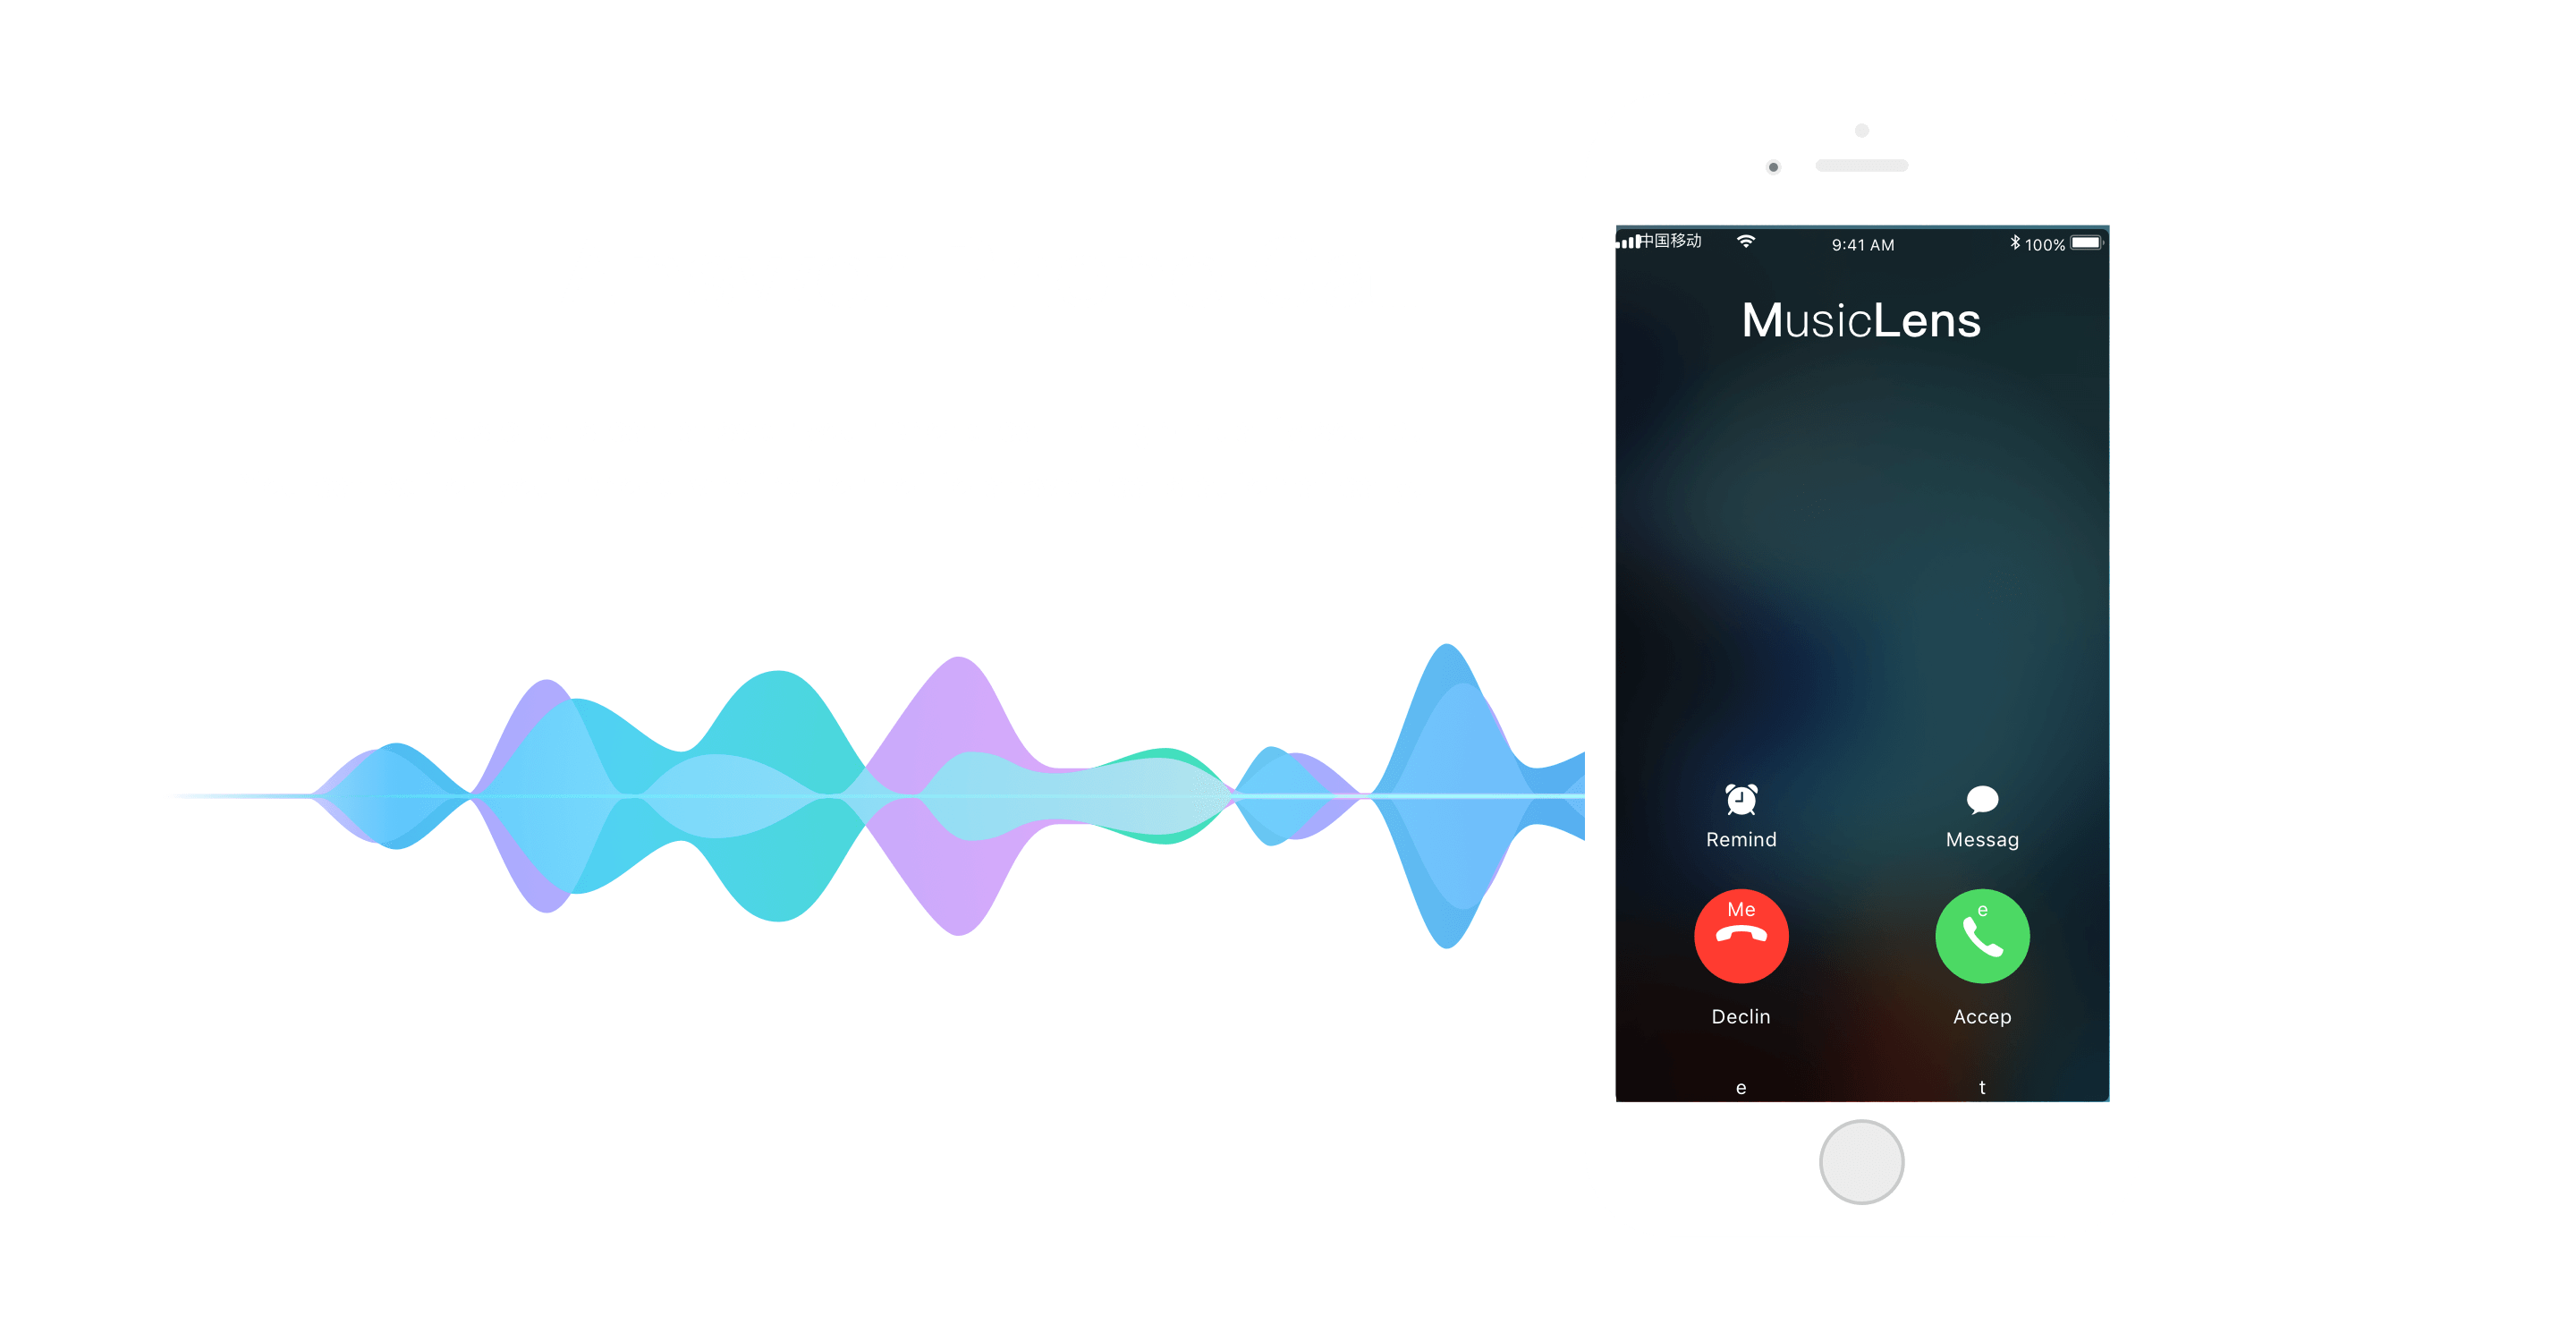 中国移动 9:41 AM 100%
MusicLens
Remind Messag
Me e
Declin Accep
e t